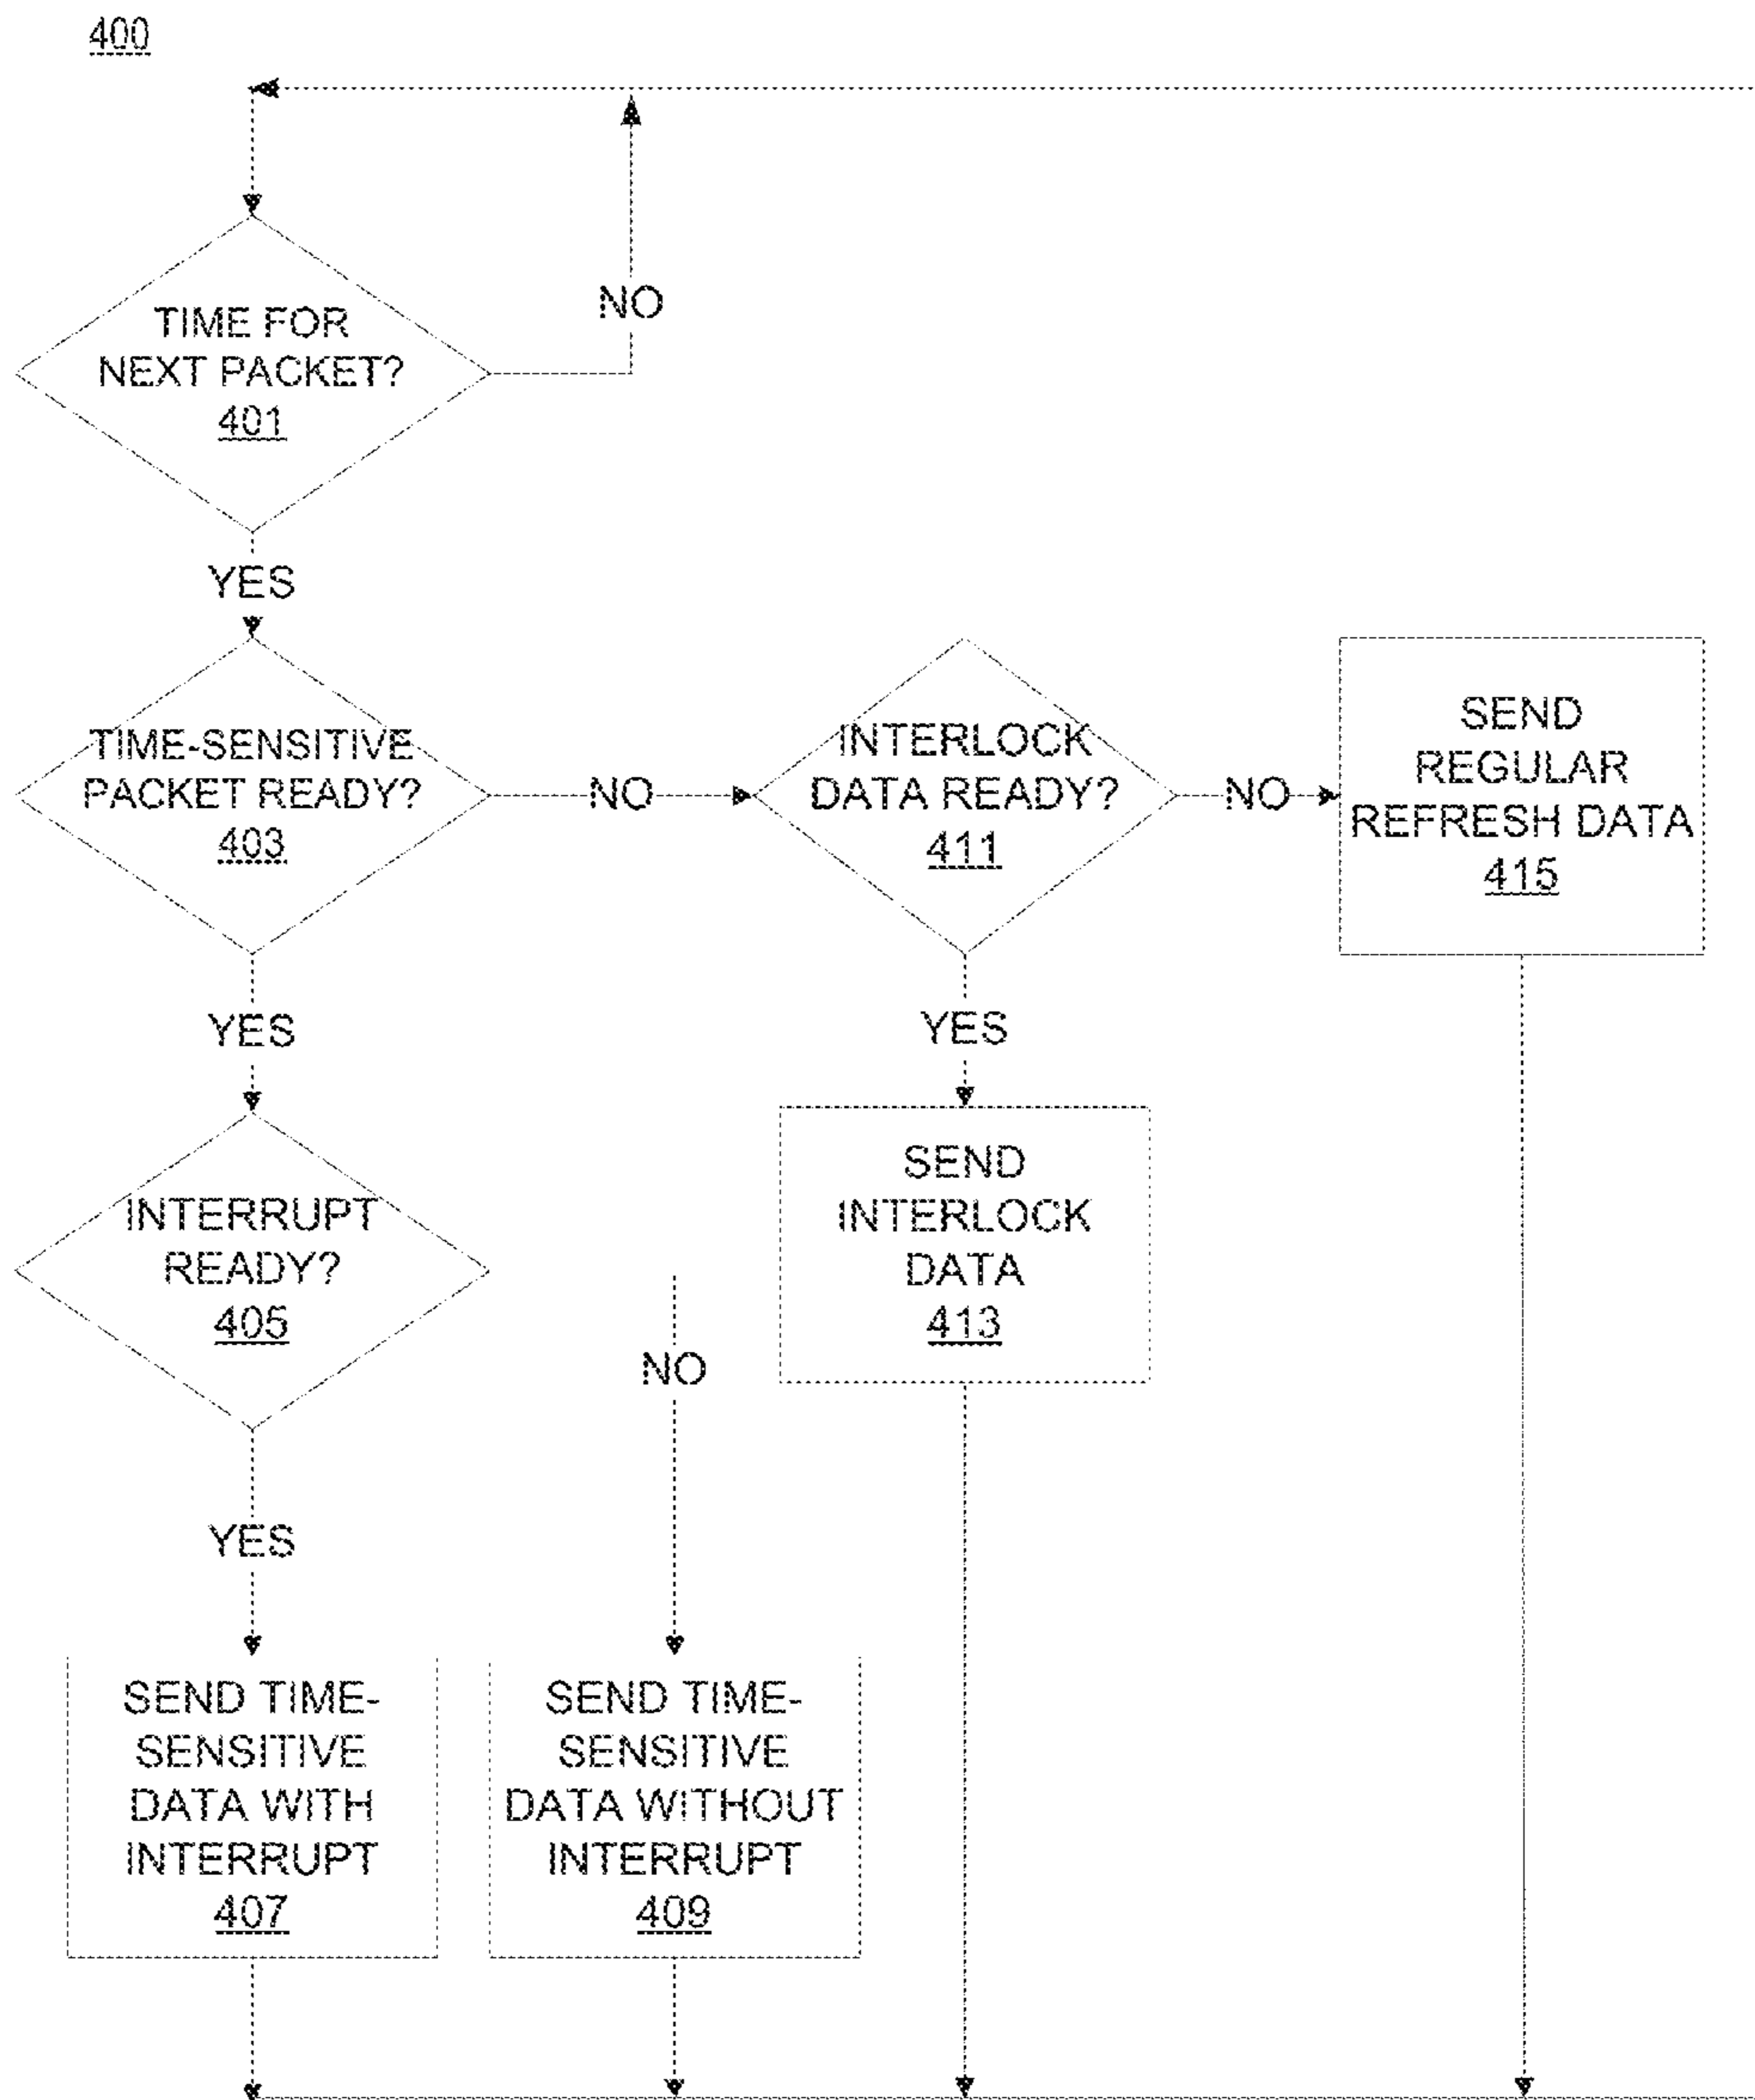 400
TIME FOR
NEXT PACKET?
401
NO
YES
TIME-SENSITIVE
PACKET READY?
403
NO
INTERLOCK
DATA READY?
411
NO
SEND
REGULAR
REFRESH DATA
415
YES
YES
INTERRUPT
READY?
405
SEND
INTERLOCK
DATA
413
NO
YES
SEND TIME-
SENSITIVE
DATA WITH
INTERRUPT
407
SEND TIME-
SENSITIVE
DATA WITHOUT
INTERRUPT
409